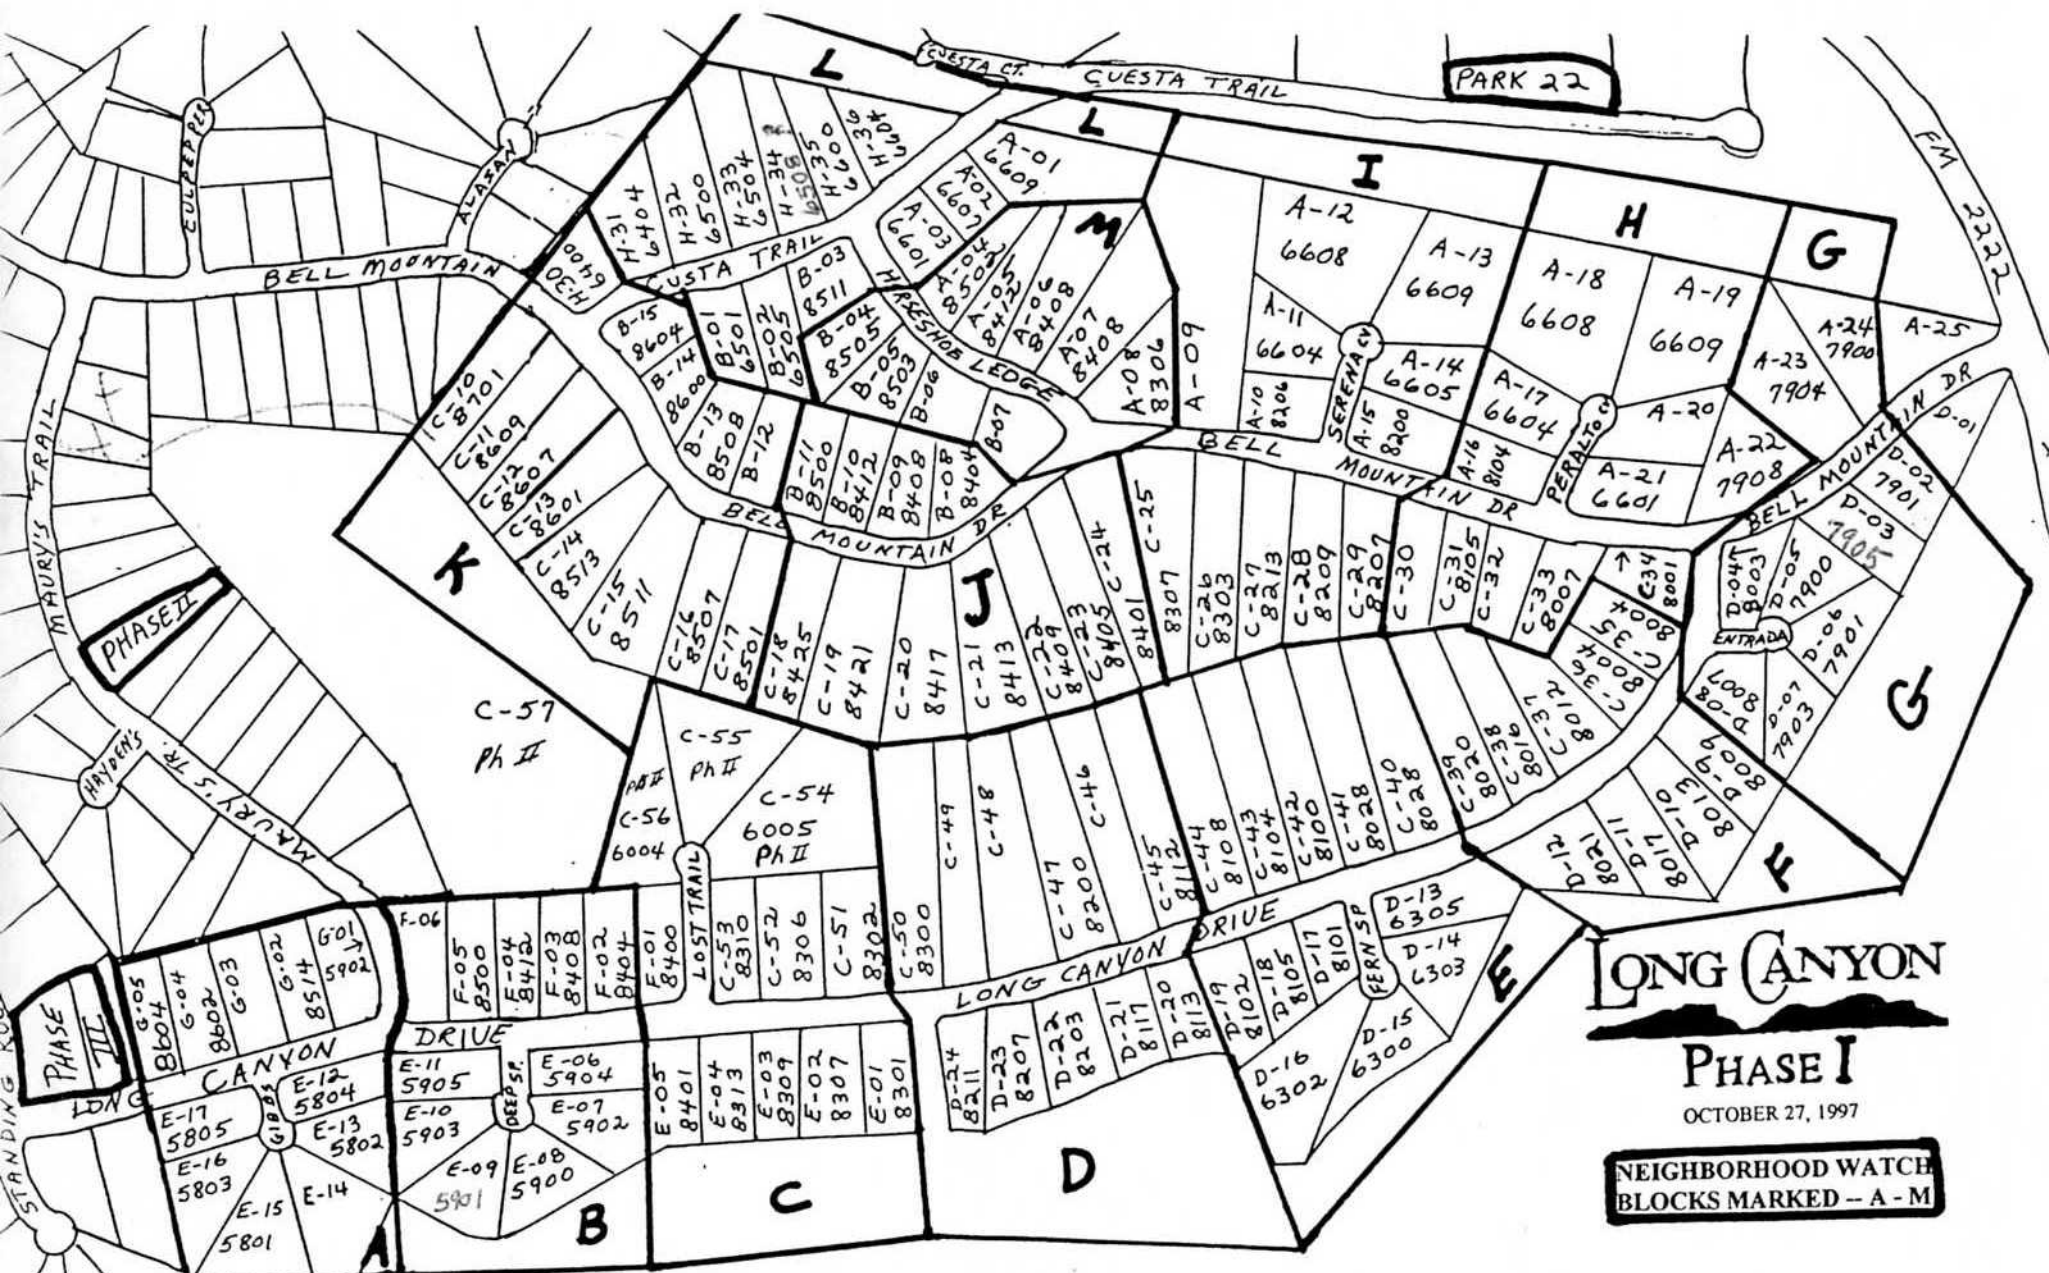 L
CUESTA CT.
CUESTA TRAIL
PARK 22
FM 2222
CULPEPER
ALASAN
BELL MOUNTAIN
MAURY'S TRAIL
PHASE II
HAYDEN'S
MAURY'S TR.
H30
6400
H-31
6404
H-32
6500
H-33
6504
H-34
6508
H-35
6600
H-36
6604
CUSTA TRAIL
L
A-01
6609
A-02
6607
A-03
6601
M
A-04
8502
A-05
8412
A-06
8408
A-07
8408
A-08
8306
A-09
HORSESHOE LEDGE
B-15
8604
B-14
8600
B-13
8508
B-12
B-01
6501
B-02
6505
B-03
8511
B-04
8505
B-05
8503
B-06
B-07
B-11
8500
B-10
8412
B-09
8408
B-08
8404
I
A-12
6608
A-13
6609
A-11
6604
A-10
8206
SERENA CV
A-14
6605
A-15
8200
H
A-18
6608
A-19
6609
A-17
6604
A-16
8104
PERALTO CV
A-20
A-21
6601
A-22
7908
G
A-23
7904
A-24
7900
A-25
BELL MOUNTAIN DR
BELL
MOUNTAIN DR
BELL
MOUNTAIN DR
D-01
D-02
7901
D-03
7905
D-04
8003
D-05
7900
D-06
7901
ENTRADA
D-07
7903
D-08
8007
G
K
C-10
8701
C-11
8609
C-12
8607
C-13
8601
C-14
8513
C-15
8511
C-16
8507
C-17
8501
J
C-18
8425
C-19
8421
C-20
8417
C-21
8413
C-22
8409
C-23
8405
C-24
8401
C-25
8307
C-26
8303
C-27
8213
C-28
8209
C-29
8207
C-30
C-31
8105
C-32
C-33
8007
C-34
8001
C-35
8004
C-36
8004
C-37
8012
C-38
8016
C-39
8020
C-40
8028
C-41
8028
C-42
8100
C-43
8104
C-44
8108
C-45
8112
C-46
C-47
8200
C-48
C-49
C-50
8300
C-51
8302
C-52
8306
C-53
8310
C-54
6005
Ph II
C-55
Ph II
Ph II
C-56
6004
C-57
Ph II
LOST TRAIL
D-9
8009
D-10
8013
D-11
8017
D-12
8021
F
F-06
F-05
8500
F-04
8412
F-03
8408
F-02
8404
F-01
8400
G-01
5902
G-02
8514
G-03
G-04
8602
G-05
8604
PHASE
III
STANDING ROCK
LONG CANYON DRIVE
LONG CANYON DRIVE
GIBBS
E-17
5805
E-16
5803
E-15
5801
E-14
E-13
5802
E-12
5804
A
E-11
5905
E-10
5903
E-09
5901
DEEP SP.
E-06
5904
E-07
5902
E-08
5900
B
E-05
8401
E-04
8313
E-03
8309
E-02
8307
E-01
8301
C
D-24
8211
D-23
8207
D-22
8203
D-21
8117
D-20
8113
D
D-19
8102
D-18
8105
D-17
8101
FERN SP
D-13
6305
D-14
6303
D-15
6300
D-16
6302
E
LONG CANYON
PHASE I
OCTOBER 27, 1997
NEIGHBORHOOD WATCH
BLOCKS MARKED -- A - M